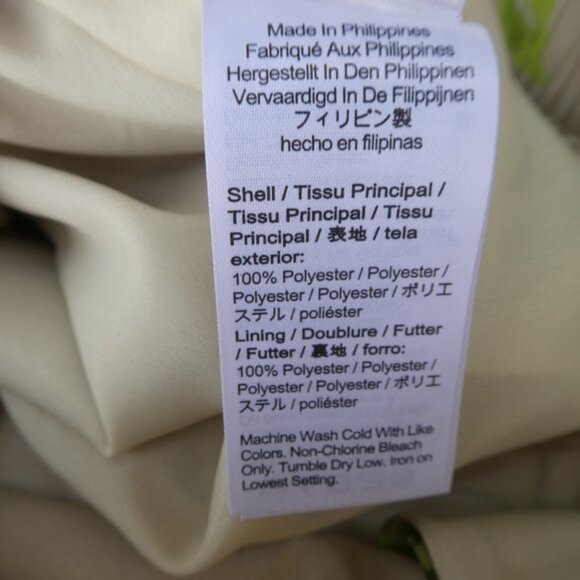 Made In Philippines
Fabriqué Aux Philippines
Hergestellt In Den Philippinen
Vervaardigd In De Filippijnen
フィリピン製
hecho en filipinas
Shell / Tissu Principal /
Tissu Principal / Tissu
Principal / 表地 / tela
exterior:
100% Polyester / Polyester /
Polyester / Polyester / ポリエ
ステル / poliéster
Lining / Doublure / Futter
/ Futter / 裏地 / forro:
100% Polyester / Polyester /
Polyester / Polyester / ポリエ
ステル / poliéster
Machine Wash Cold With Like
Colors. Non-Chlorine Bleach
Only. Tumble Dry Low. Iron on
Lowest Setting.